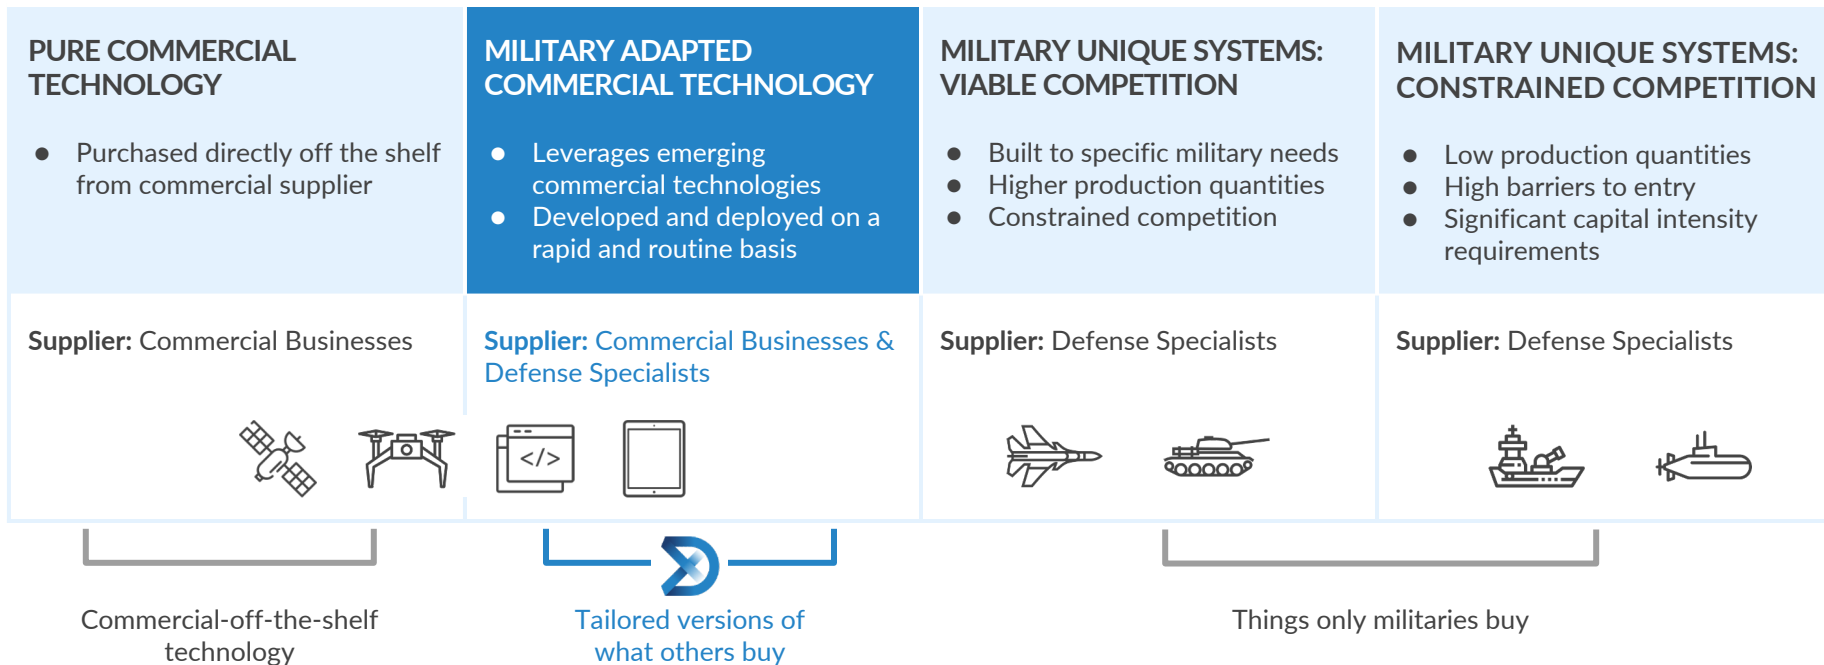 PURE COMMERCIAL
TECHNOLOGY
● Purchased directly off the shelf
from commercial supplier
Supplier: Commercial Businesses
MILITARY ADAPTED
COMMERCIAL TECHNOLOGY
● Leverages emerging
commercial technologies
● Developed and deployed on a
rapid and routine basis
Supplier: Commercial Businesses &
Defense Specialists
</>
MILITARY UNIQUE SYSTEMS:
VIABLE COMPETITION
● Built to specific military needs
● Higher production quantities
● Constrained competition
Supplier: Defense Specialists
MILITARY UNIQUE SYSTEMS:
CONSTRAINED COMPETITION
● Low production quantities
● High barriers to entry
● Significant capital intensity
requirements
Supplier: Defense Specialists
Commercial-off-the-shelf
technology
Tailored versions of
what others buy
Things only militaries buy